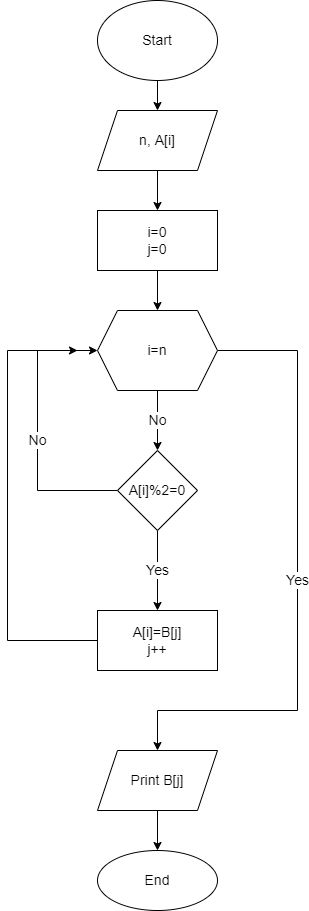 Start
n, A[i]
i=0
j=0
i=n
No
A[i]%2=0
No
Yes
A[i]=B[j]
j++
Yes
Print B[j]
End